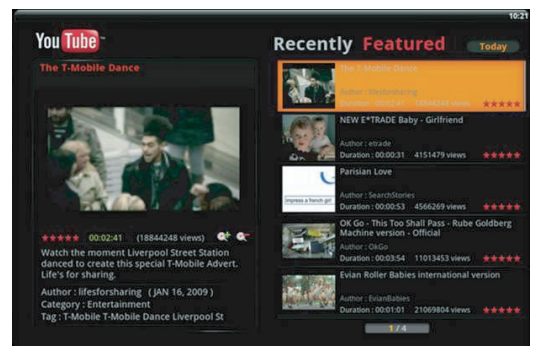 10:21
YouTube™
Recently Featured
Today
The T-Mobile Dance
★★★★★ 00:02:41 (18844248 views)
Watch the moment Liverpool Street Station
danced to create this special T-Mobile Advert.
Life's for sharing.
Author : lifesforsharing ( JAN 16, 2009 )
Category : Entertainment
Tag : T-Mobile T-Mobile Dance Liverpool St
The T-Mobile Dance
Author : lifesforsharing
Duration : 00:02:41 18844248 views ★★★★★
NEW E*TRADE Baby - Girlfriend
Author : etrade
Duration : 00:00:31 4151479 views ★★★★★
impress a french girl
Parisian Love
Author : SearchStories
Duration : 00:00:53 4566269 views ★★★★★
OK Go - This Too Shall Pass - Rube Goldberg
Machine version - Official
Author : OkGo
Duration : 00:03:54 11013453 views ★★★★★
Evian Roller Babies international version
Author : EvianBabies
Duration : 00:01:01 21069804 views ★★★★★
1 / 4